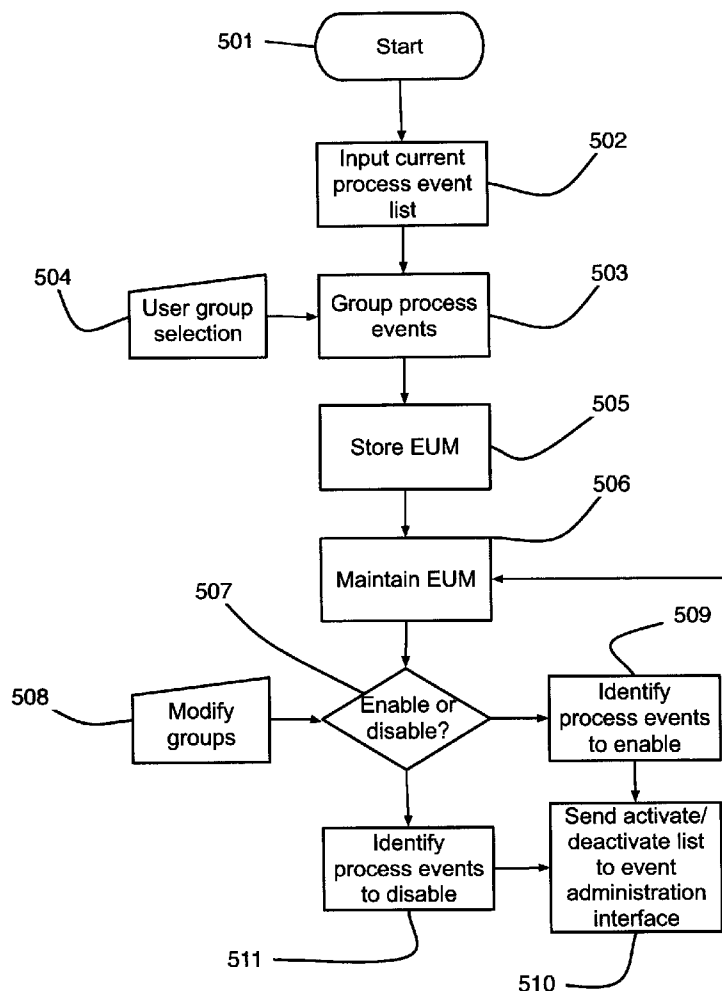 501
Start
502
Input current
process event
list
504
User group
selection
503
Group process
events
505
Store EUM
506
Maintain EUM
507
509
508
Modify
groups
Enable or
disable?
Identify
process events
to enable
Identify
process events
to disable
Send activate/
deactivate list
to event
administration
interface
511
510